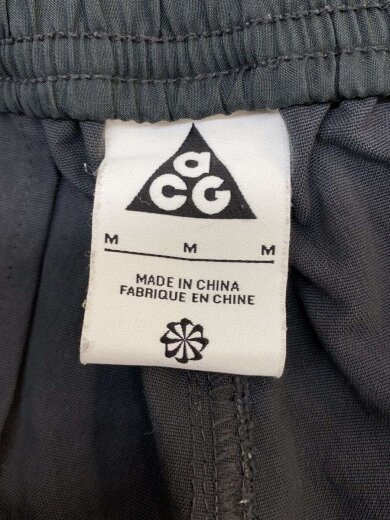 aCG
M M M
MADE IN CHINA
FABRIQUE EN CHINE